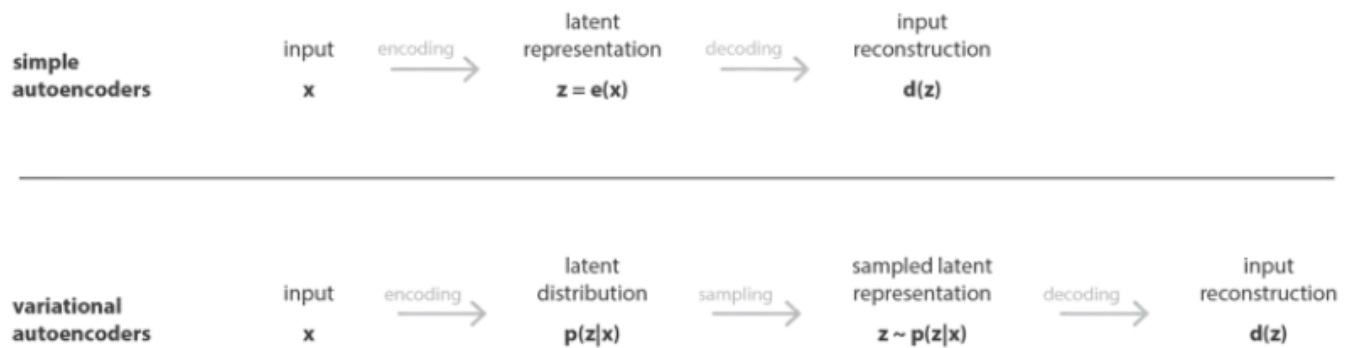 simple
autoencoders
input
x
encoding
latent
representation
z = e(x)
decoding
input
reconstruction
d(z)
variational
autoencoders
input
x
encoding
latent
distribution
p(z|x)
sampling
sampled latent
representation
z ~ p(z|x)
decoding
input
reconstruction
d(z)